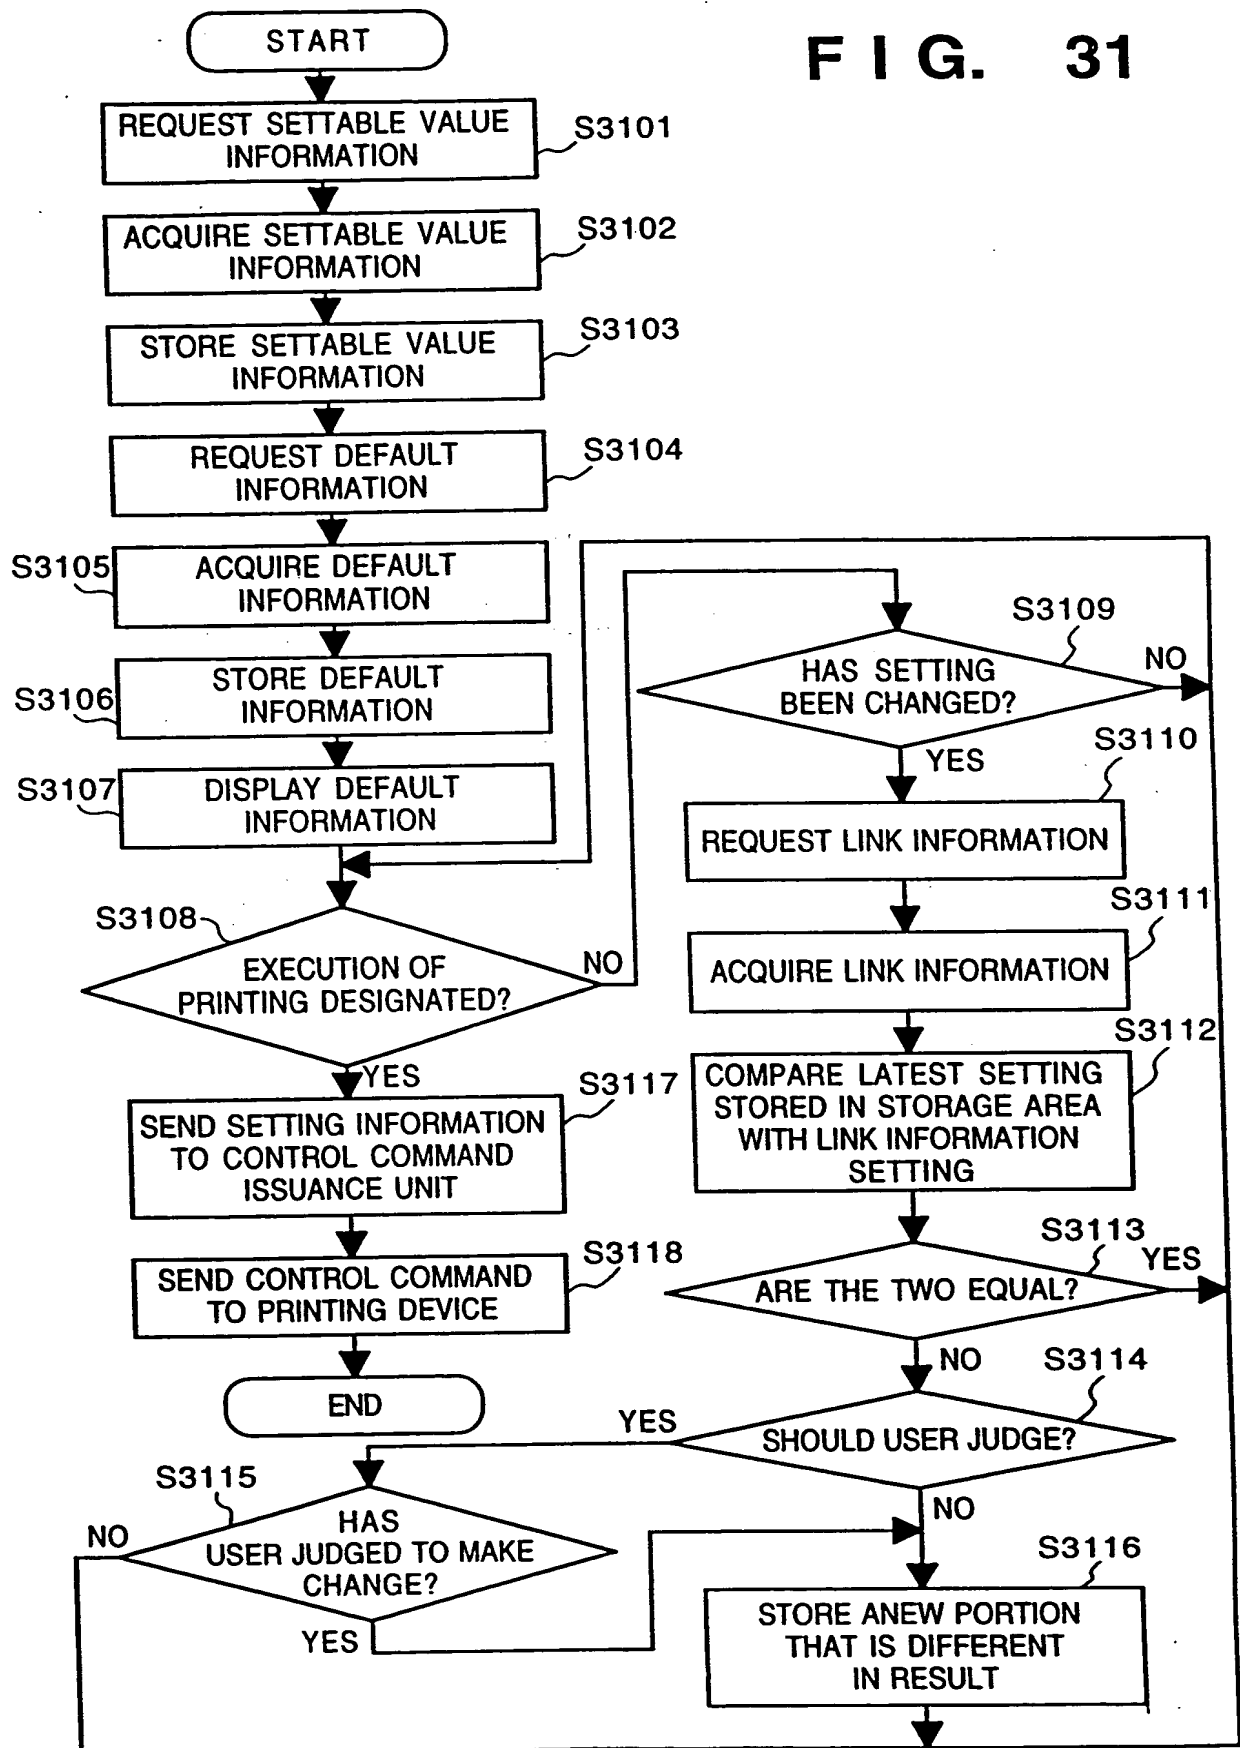 FIG. 31
START
REQUEST SETTABLE VALUE
INFORMATION
S3101
ACQUIRE SETTABLE VALUE
INFORMATION
S3102
STORE SETTABLE VALUE
INFORMATION
S3103
REQUEST DEFAULT
INFORMATION
S3104
S3105
ACQUIRE DEFAULT
INFORMATION
S3106
STORE DEFAULT
INFORMATION
S3107
DISPLAY DEFAULT
INFORMATION
S3108
EXECUTION OF
PRINTING DESIGNATED?
NO
YES
S3109
HAS SETTING
BEEN CHANGED?
NO
YES
S3110
REQUEST LINK INFORMATION
S3111
ACQUIRE LINK INFORMATION
S3112
COMPARE LATEST SETTING
STORED IN STORAGE AREA
WITH LINK INFORMATION
SETTING
S3113
ARE THE TWO EQUAL?
YES
NO
S3114
SHOULD USER JUDGE?
YES
NO
S3115
HAS
USER JUDGED TO MAKE
CHANGE?
NO
YES
S3116
STORE ANEW PORTION
THAT IS DIFFERENT
IN RESULT
S3117
SEND SETTING INFORMATION
TO CONTROL COMMAND
ISSUANCE UNIT
S3118
SEND CONTROL COMMAND
TO PRINTING DEVICE
END